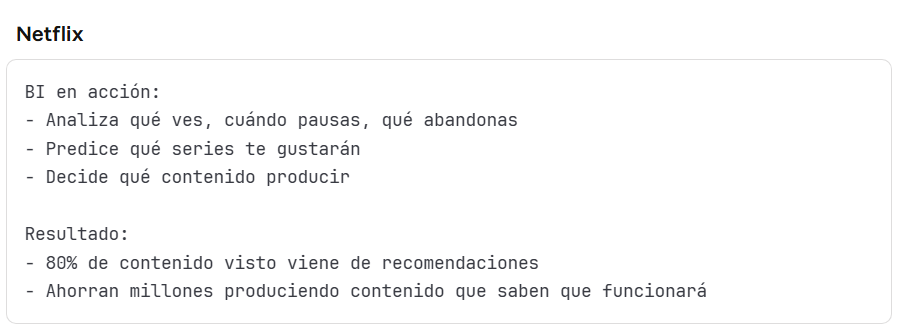 Netflix
BI en acción:
- Analiza qué ves, cuándo pausas, qué abandonas
- Predice qué series te gustarán
- Decide qué contenido producir
Resultado:
- 80% de contenido visto viene de recomendaciones
- Ahorran millones produciendo contenido que saben que funcionará